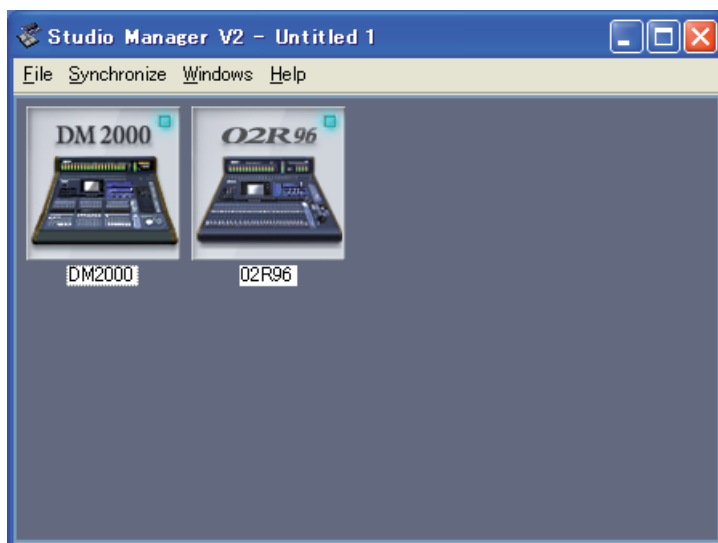 Studio Manager V2 - Untitled 1
File Synchronize Windows Help
DM 2000 02R96
DM2000 02R96